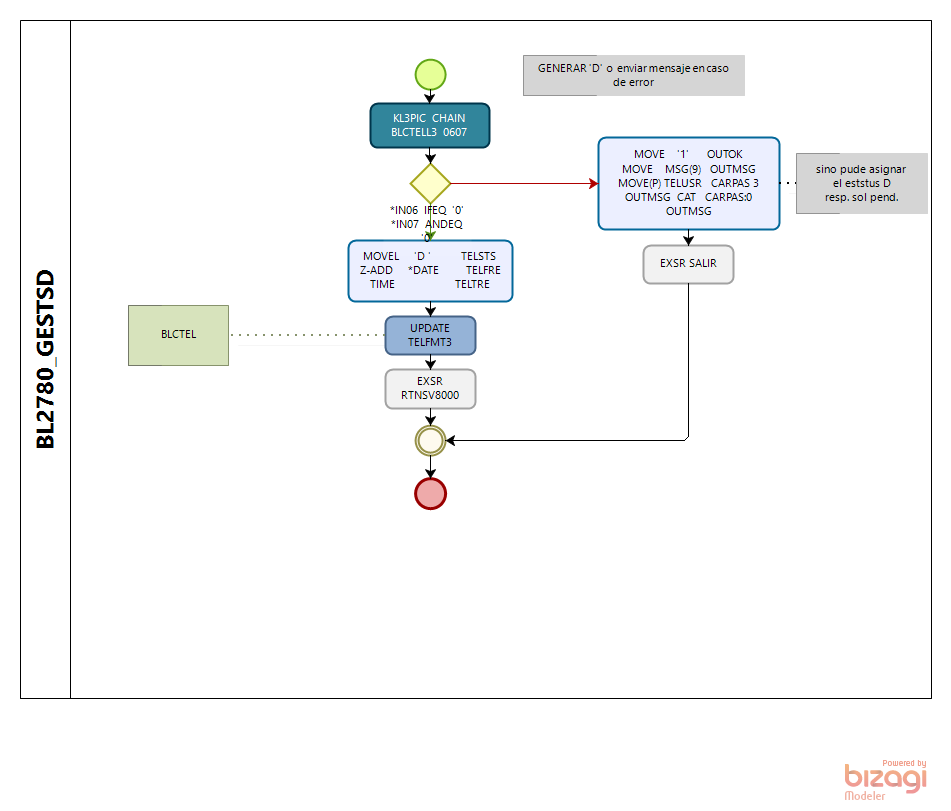 BL2780_GESTSD
GENERAR 'D' o enviar mensaje en caso
de error
KL3PIC CHAIN
BLCTELL3 0607
*IN06 IFEQ '0'
*IN07 ANDEQ
'0'
MOVE '1' OUTOK
MOVE MSG(9) OUTMSG
MOVE(P) TELUSR CARPAS 3
OUTMSG CAT CARPAS:0
OUTMSG
sino pude asignar
el eststus D
resp. sol pend.
MOVEL 'D ' TELSTS
Z-ADD *DATE TELFRE
TIME TELTRE
EXSR SALIR
BLCTEL
UPDATE
TELFMT3
EXSR
RTNSV8000
Powered by
bizagi
Modeler